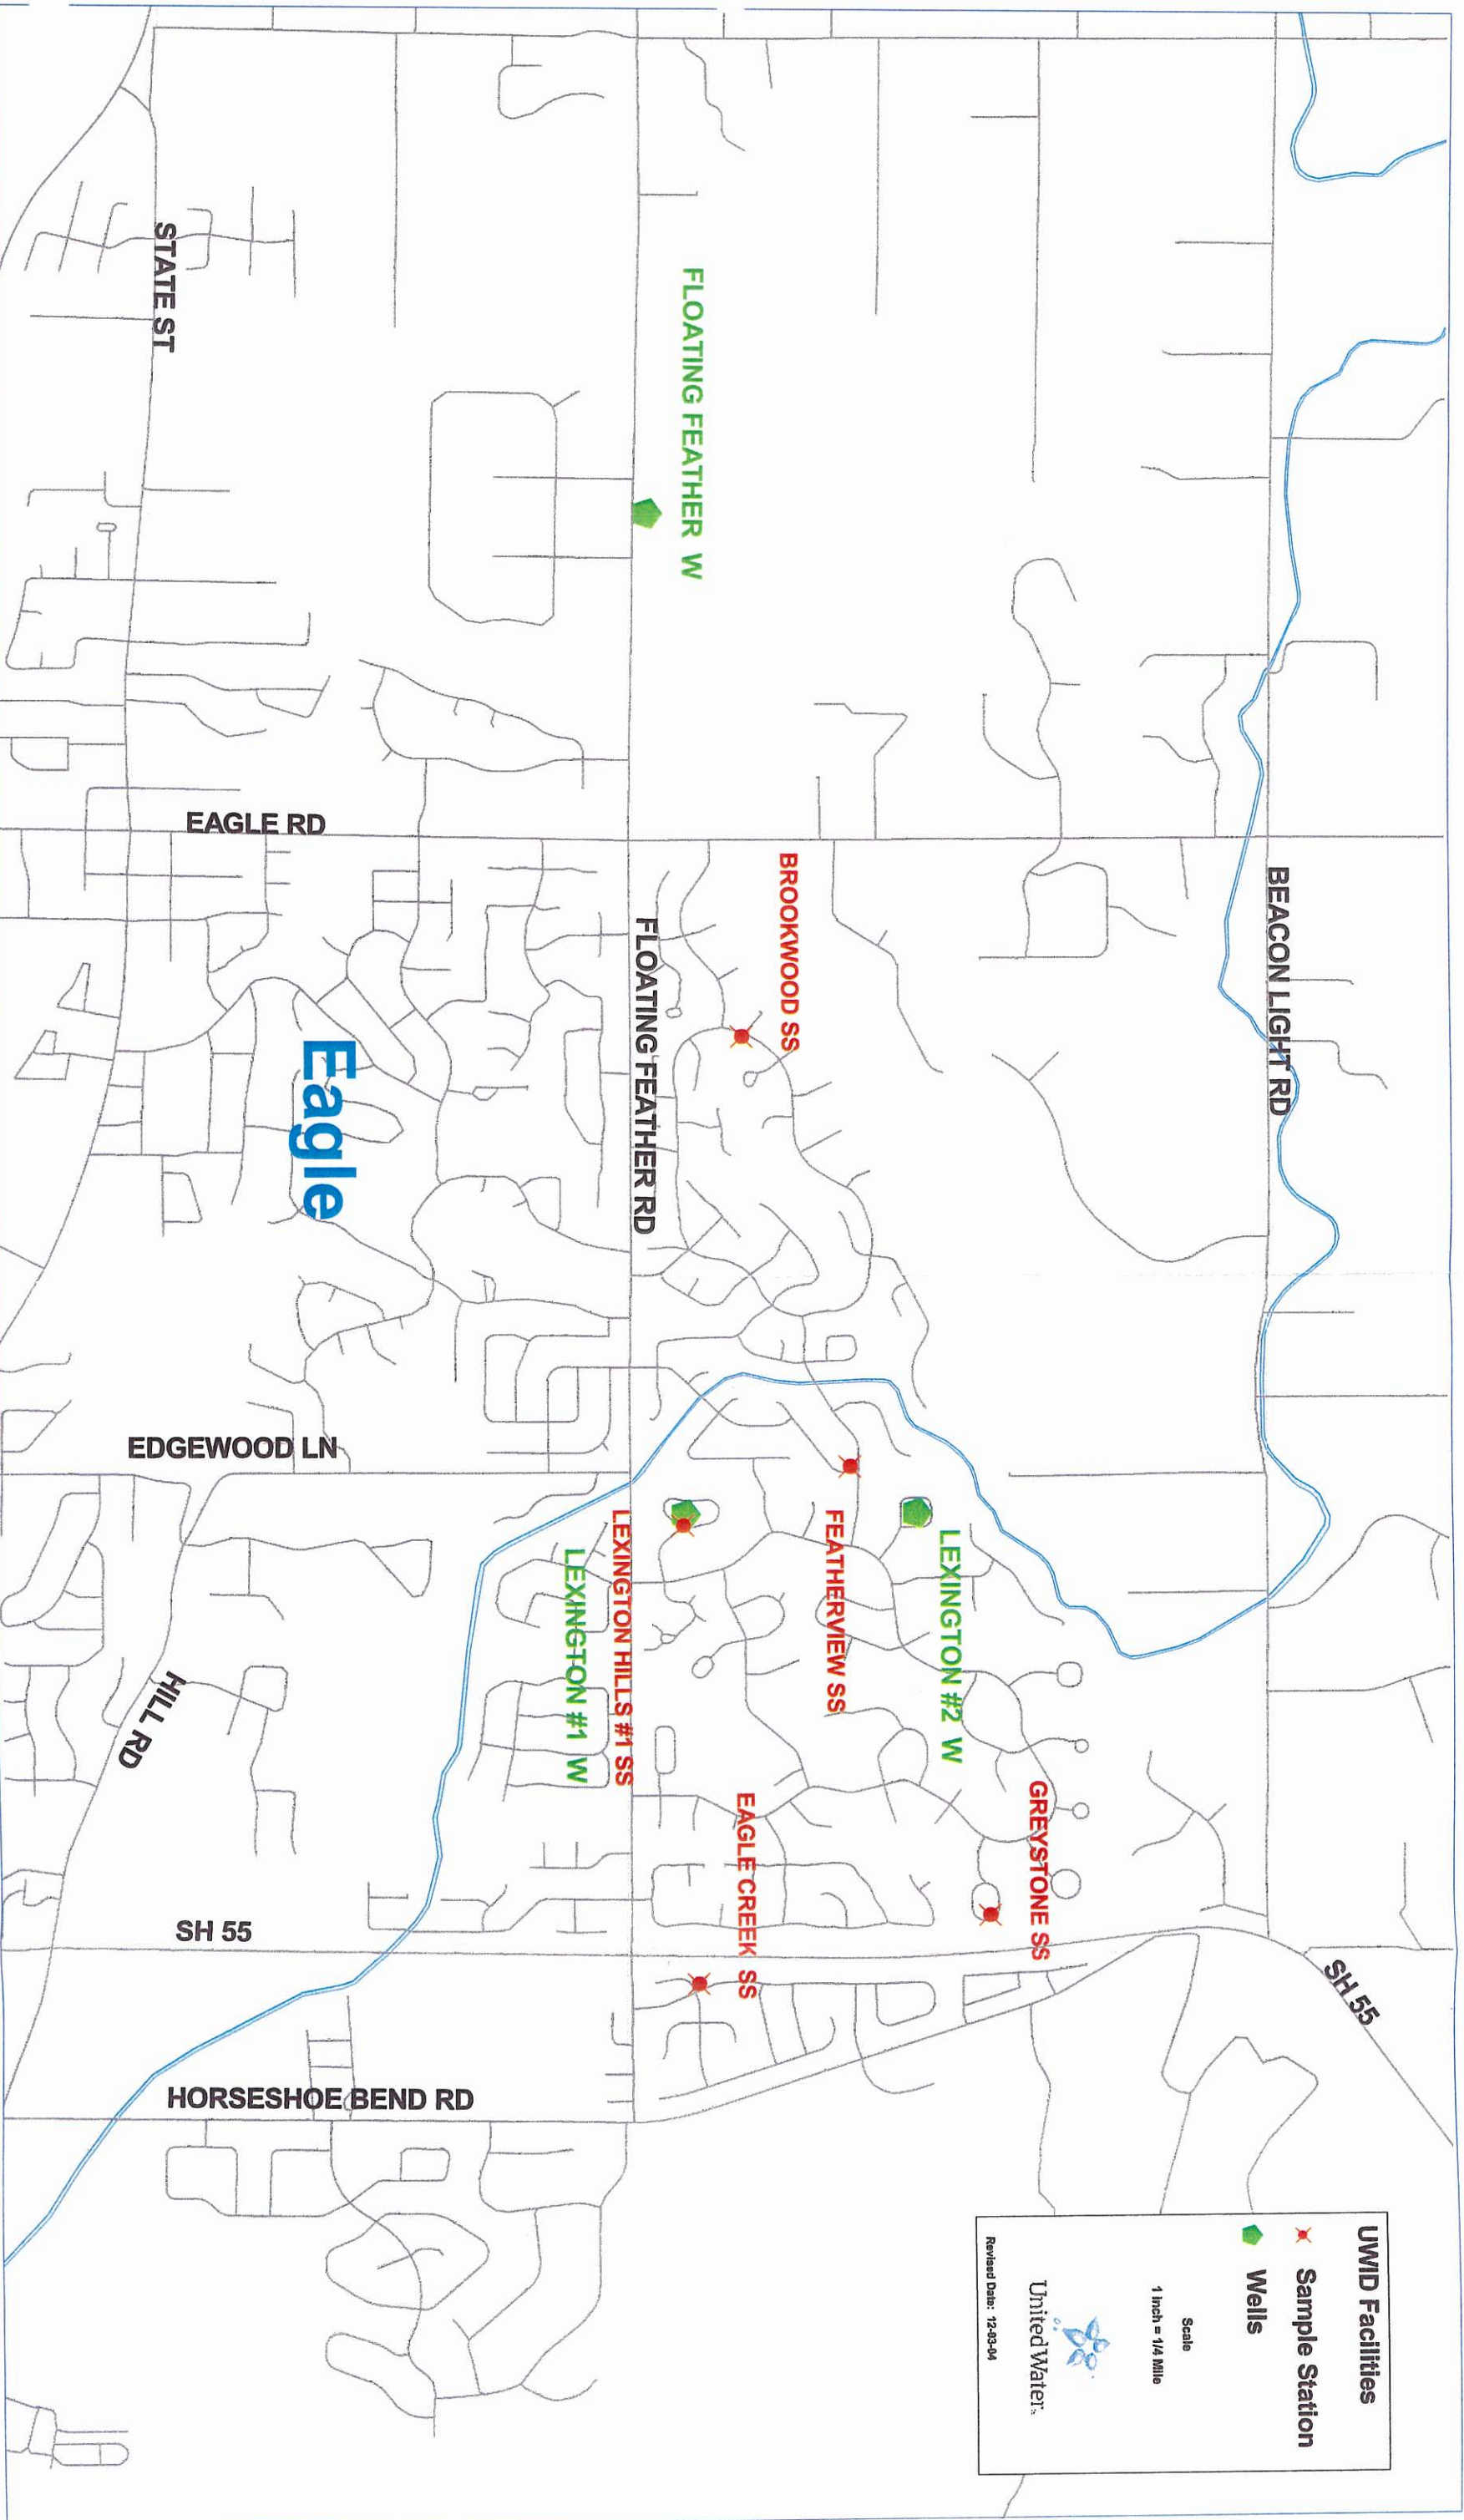 BEACON LIGHT RD
SH 55
GREYSTONE SS
LEXINGTON #2 W
FEATHERVIEW SS
BROOKWOOD SS
EAGLE CREEK SS
FLOATING FEATHER W
FLOATING FEATHER RD
LEXINGTON HILLS #1 SS
LEXINGTON #1 W
Eagle
EAGLE RD
EDGEWOOD LN
SH 55
HORSESHOE BEND RD
STATE ST
HILL RD
UWID Facilities
Sample Station
Wells
Scale
1 inch = 1/4 Mile
United Water
Revised Date: 12-03-04